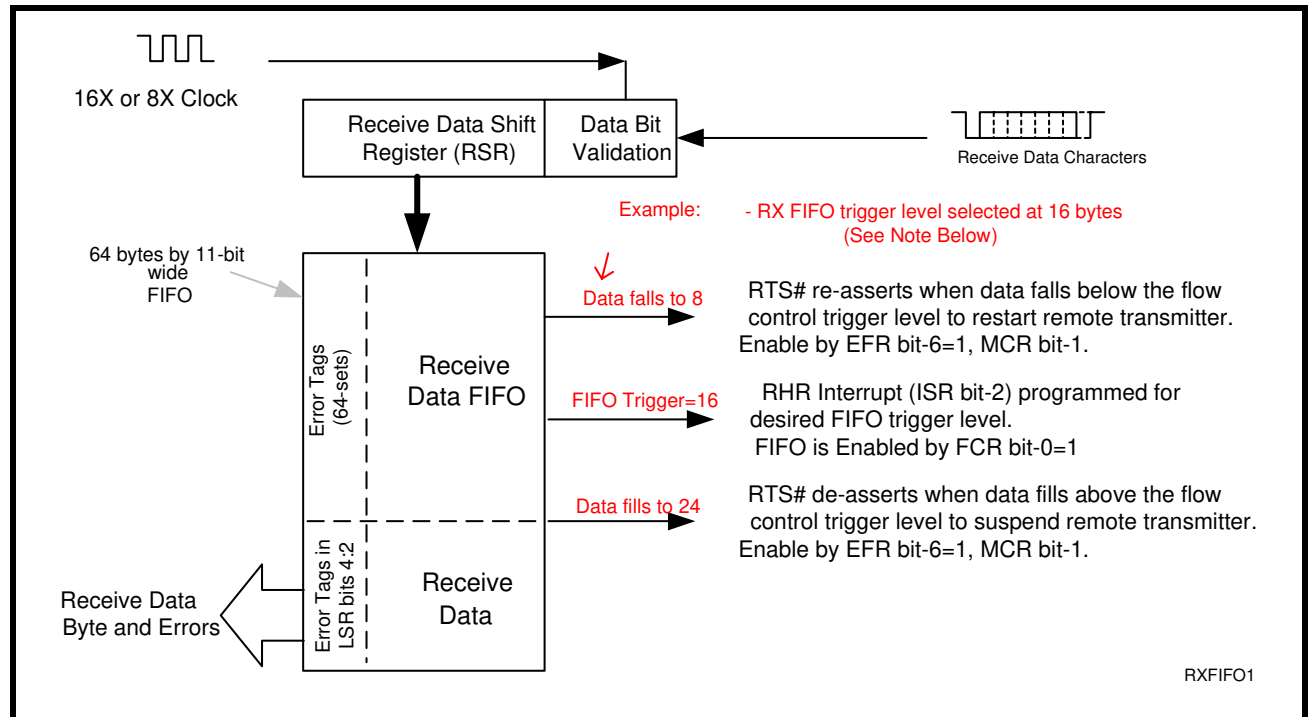 16X or 8X Clock
Receive Data Shift
Register (RSR)
Data Bit
Validation
Receive Data Characters
Example:
- RX FIFO trigger level selected at 16 bytes
(See Note Below)
64 bytes by 11-bit
wide
FIFO
Data falls to 8
RTS# re-asserts when data falls below the flow
control trigger level to restart remote transmitter.
Enable by EFR bit-6=1, MCR bit-1.
Error Tags
(64-sets)
Receive
Data FIFO
FIFO Trigger=16
RHR Interrupt (ISR bit-2) programmed for
desired FIFO trigger level.
FIFO is Enabled by FCR bit-0=1
Data fills to 24
RTS# de-asserts when data fills above the flow
control trigger level to suspend remote transmitter.
Enable by EFR bit-6=1, MCR bit-1.
Error Tags in
LSR bits 4:2
Receive
Data
Receive Data
Byte and Errors
RXFIFO1